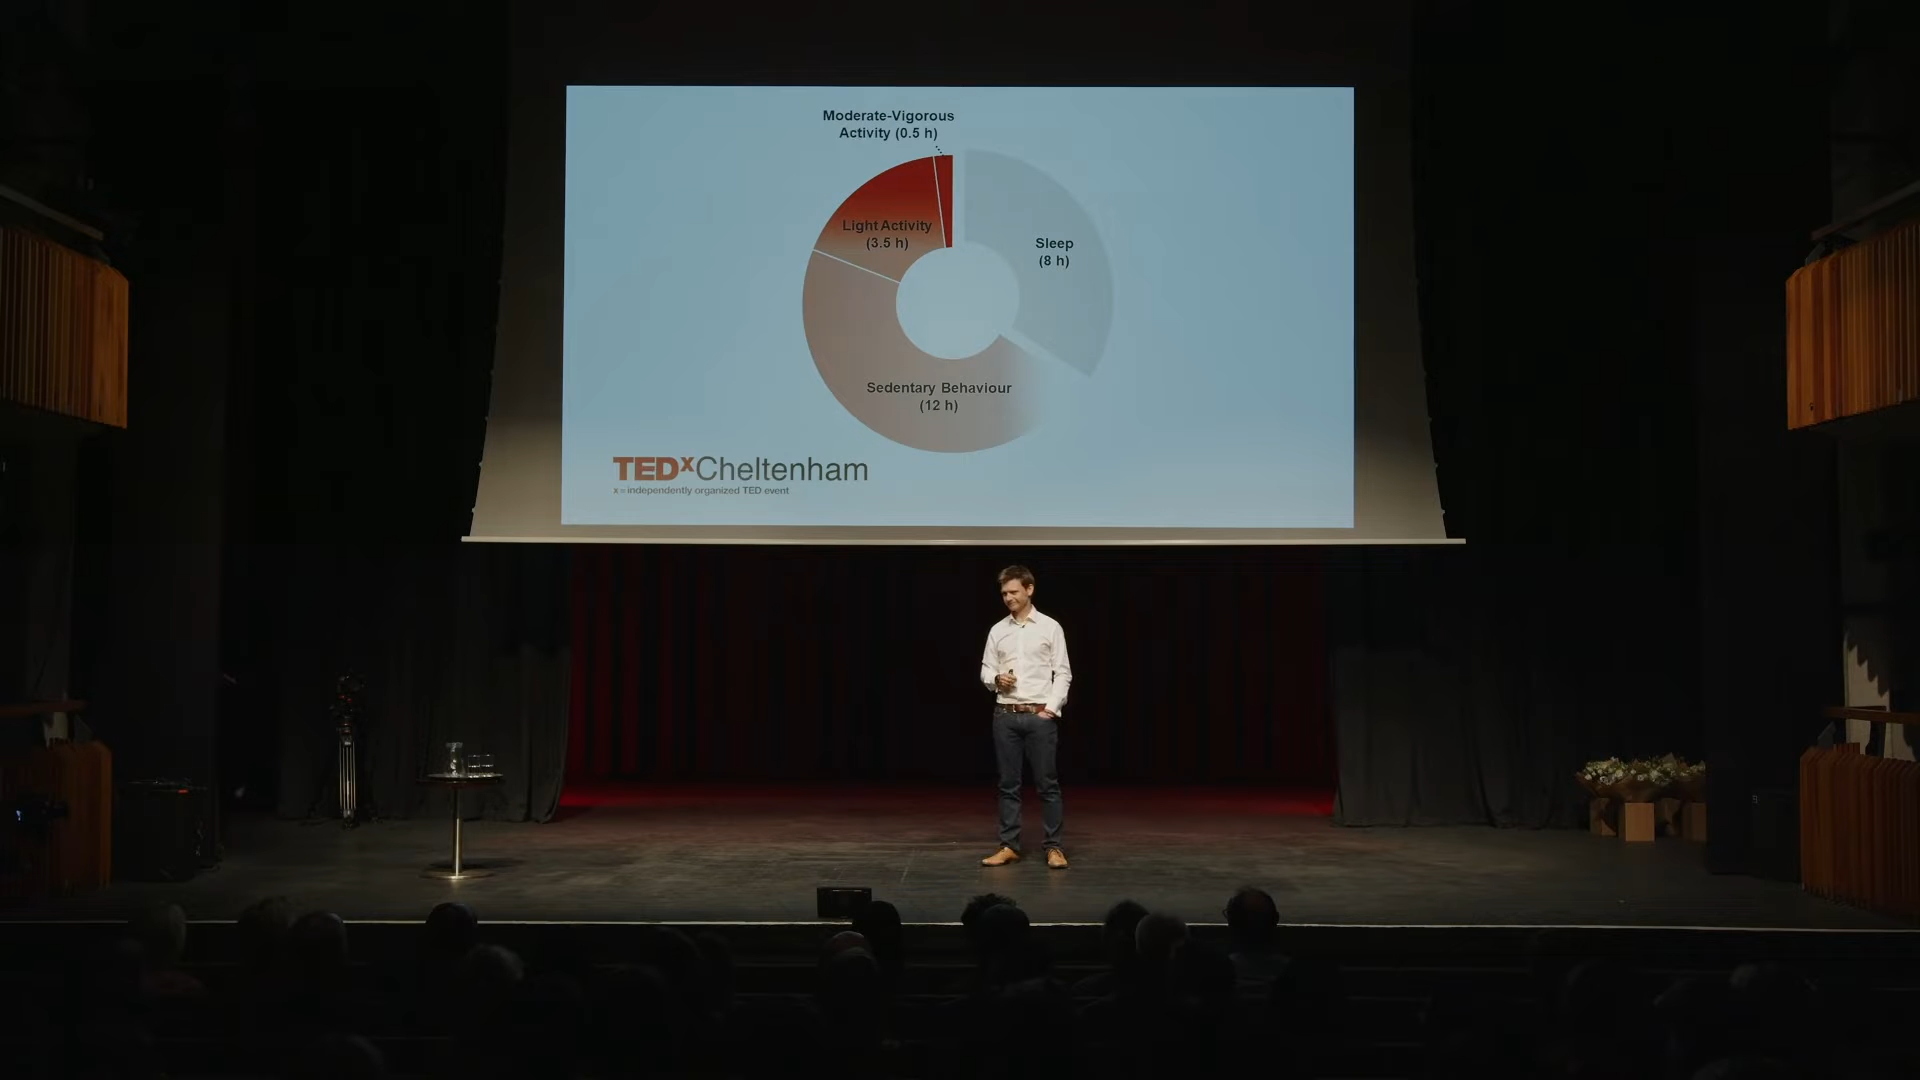 Moderate-Vigorous
Activity (0.5 h)
Light Activity
(3.5 h)
Sleep
(8 h)
Sedentary Behaviour
(12 h)
TEDxCheltenham
x = independently organized TED event